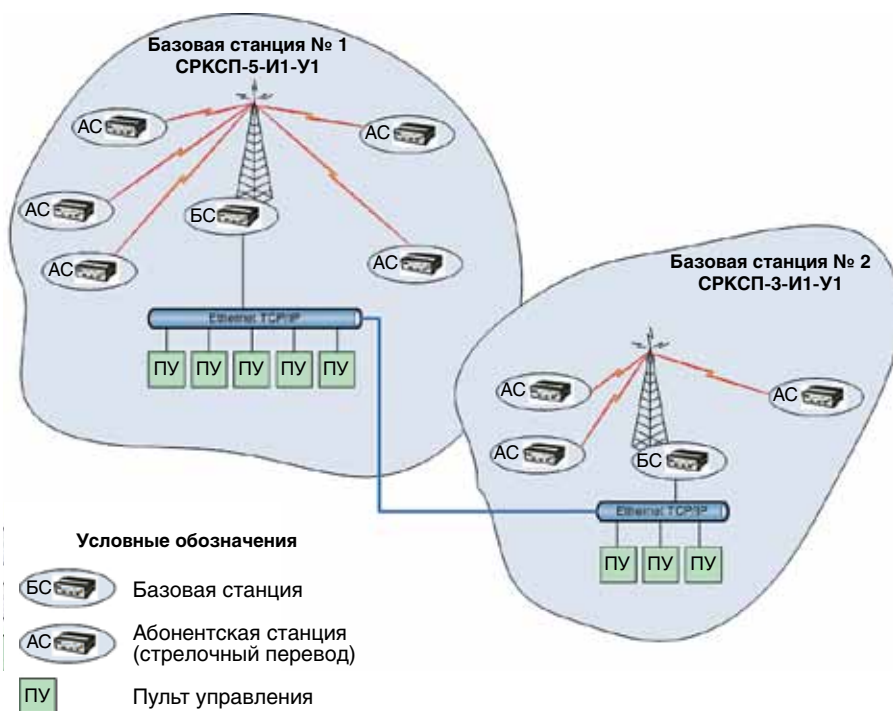 Базовая станция № 1
СРКСП-5-И1-У1
АС
АС
АС
БС
АС
АС
Ethernet TCP/IP
ПУ ПУ ПУ ПУ ПУ
Базовая станция № 2
СРКСП-3-И1-У1
АС
АС
АС
БС
Ethernet TCP/IP
ПУ ПУ ПУ
Условные обозначения
БС Базовая станция
АС Абонентская станция
(стрелочный перевод)
ПУ Пульт управления